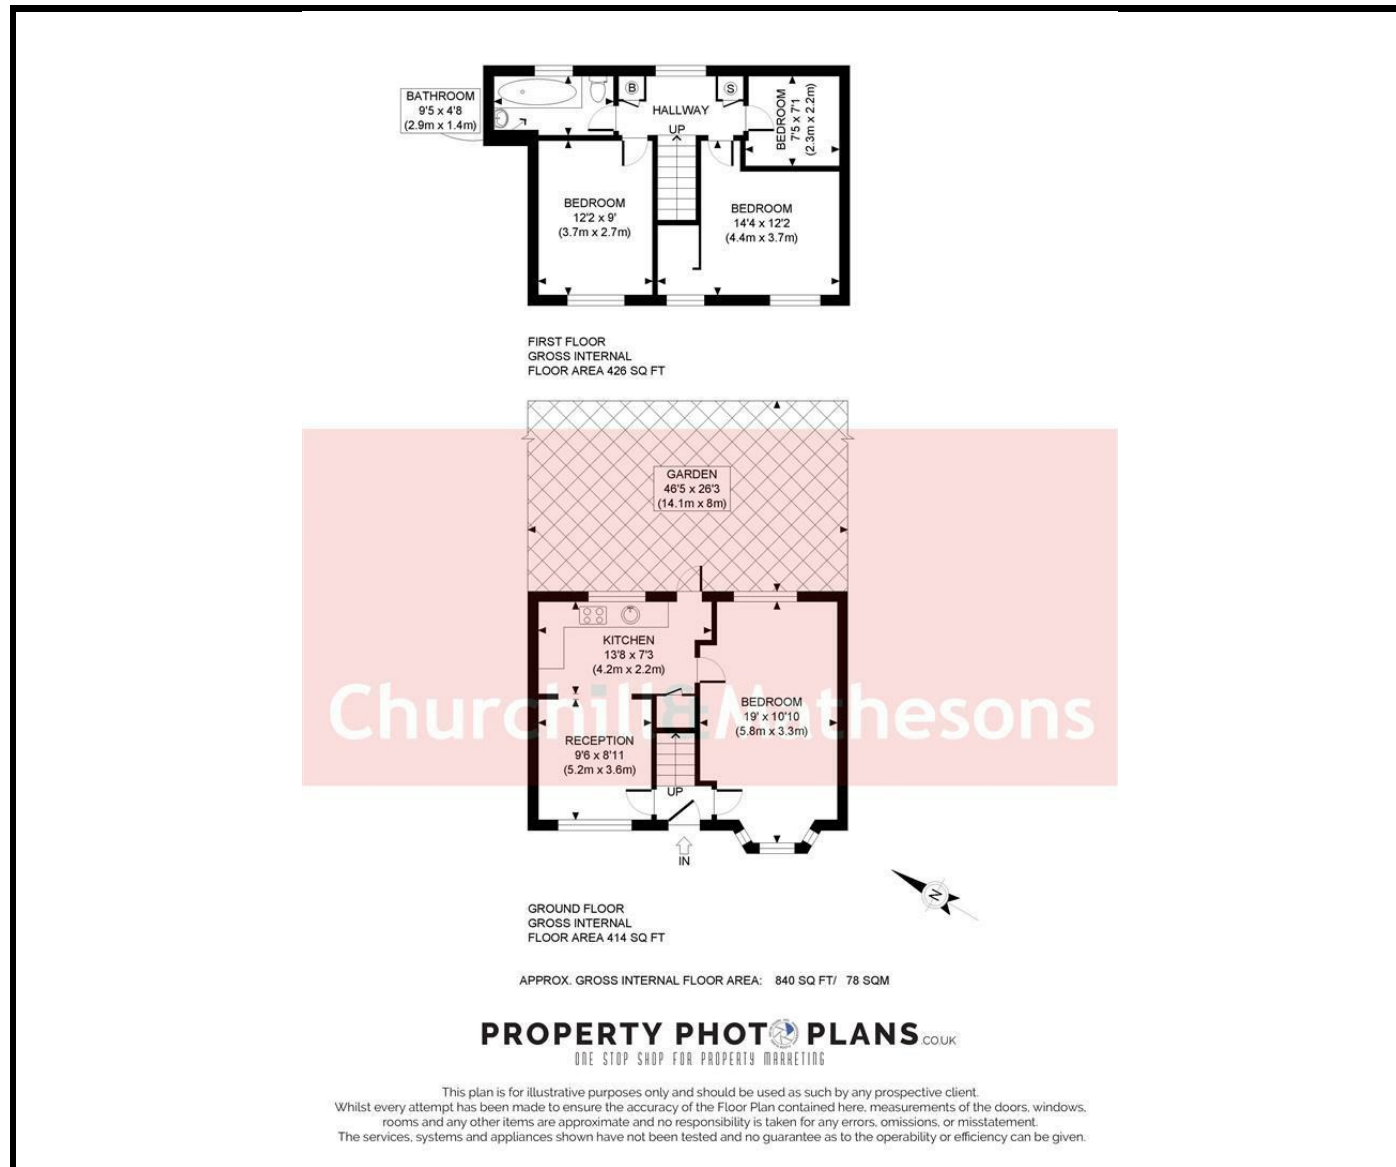 BATHROOM
9'5 x 4'8
(2.9m x 1.4m)
B
S
HALLWAY
UP
BEDROOM
7'5 x 7'1
(2.3m x 2.2m)
BEDROOM
12'2 x 9'
(3.7m x 2.7m)
BEDROOM
14'4 x 12'2
(4.4m x 3.7m)
FIRST FLOOR
GROSS INTERNAL
FLOOR AREA 426 SQ FT
GARDEN
46'5 x 26'3
(14.1m x 8m)
KITCHEN
13'8 x 7'3
(4.2m x 2.2m)
Churchill & Mathesons
BEDROOM
19' x 10'10
(5.8m x 3.3m)
RECEPTION
9'6 x 8'11
(5.2m x 3.6m)
UP
IN
N
GROUND FLOOR
GROSS INTERNAL
FLOOR AREA 414 SQ FT
APPROX. GROSS INTERNAL FLOOR AREA: 840 SQ FT/ 78 SQM
PROPERTY PHOTO PLANS.CO.UK
ONE STOP SHOP FOR PROPERTY MARKETING
This plan is for illustrative purposes only and should be used as such by any prospective client.
Whilst every attempt has been made to ensure the accuracy of the Floor Plan contained here, measurements of the doors, windows,
rooms and any other items are approximate and no responsibility is taken for any errors, omissions, or misstatement.
The services, systems and appliances shown have not been tested and no guarantee as to the operability or efficiency can be given.